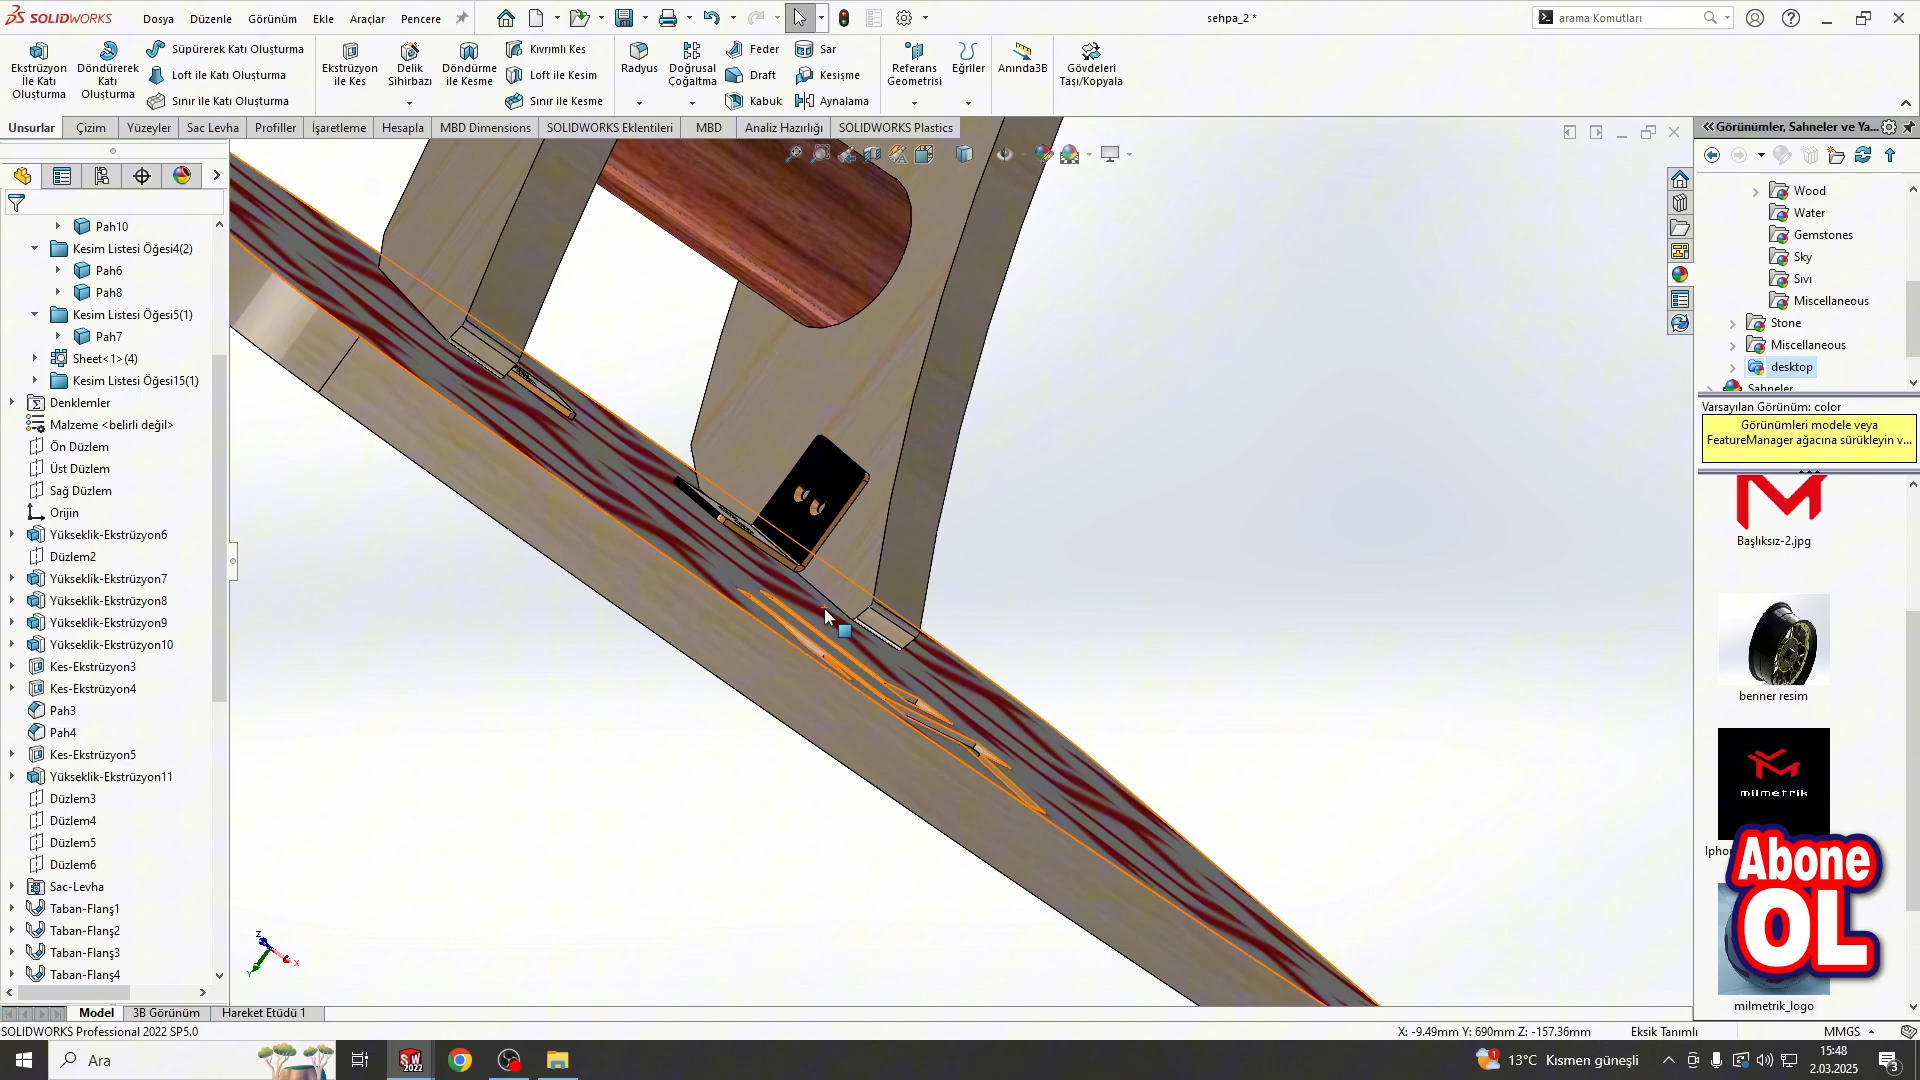 SOLIDWORKS
Dosya Düzenle Görünüm Ekle Araçlar Pencere
sehpa_2 *
arama Komutları
Ekstrüzyon İle Katı Oluşturma
Döndürerek Katı Oluşturma
Süpürerek Katı Oluşturma
Loft ile Katı Oluşturma
Sınır ile Katı Oluşturma
Ekstrüzyon ile Kes
Delik Sihirbazı
Döndürme ile Kesme
Kıvrımlı Kes
Loft ile Kesim
Sınır ile Kesme
Radyus
Doğrusal Çoğaltma
Feder
Draft
Kabuk
Sar
Kesişme
Aynalama
Referans Geometrisi
Eğriler
Anında3B
Gövdeleri Taşı/Kopyala
Unsurlar Çizim Yüzeyler Sac Levha Profiller İşaretleme Hesapla MBD Dimensions SOLIDWORKS Eklentileri MBD Analiz Hazırlığı SOLIDWORKS Plastics
Pah10
Kesim Listesi Öğesi4(2)
Pah6
Pah8
Kesim Listesi Öğesi5(1)
Pah7
Sheet<1>(4)
Kesim Listesi Öğesi15(1)
Denklemler
Malzeme <belirli değil>
Ön Düzlem
Üst Düzlem
Sağ Düzlem
Orijin
Yükseklik-Ekstrüzyon6
Düzlem2
Yükseklik-Ekstrüzyon7
Yükseklik-Ekstrüzyon8
Yükseklik-Ekstrüzyon9
Yükseklik-Ekstrüzyon10
Kes-Ekstrüzyon3
Kes-Ekstrüzyon4
Pah3
Pah4
Kes-Ekstrüzyon5
Yükseklik-Ekstrüzyon11
Düzlem3
Düzlem4
Düzlem5
Düzlem6
Sac-Levha
Taban-Flanş1
Taban-Flanş2
Taban-Flanş3
Taban-Flanş4
Z
X
Y
Görünümler, Sahneler ve Ya...
Wood
Water
Gemstones
Sky
Sıvı
Miscellaneous
Stone
Miscellaneous
desktop
Sahneler
Varsayılan Görünüm: color
Görünümleri modele veya
FeatureManager ağacına sürükleyin v...
Başlıksız-2.jpg
benner resim
milmetrik
Abone
OL
milmetrik_logo
Model 3B Görünüm Hareket Etüdü 1
SOLIDWORKS Professional 2022 SP5.0
X: -9.49mm Y: 690mm Z: -157.36mm
Eksik Tanımlı
MMGS
Ara
SW
2022
1
13°C Kısmen güneşli
15:48
2.03.2025
3